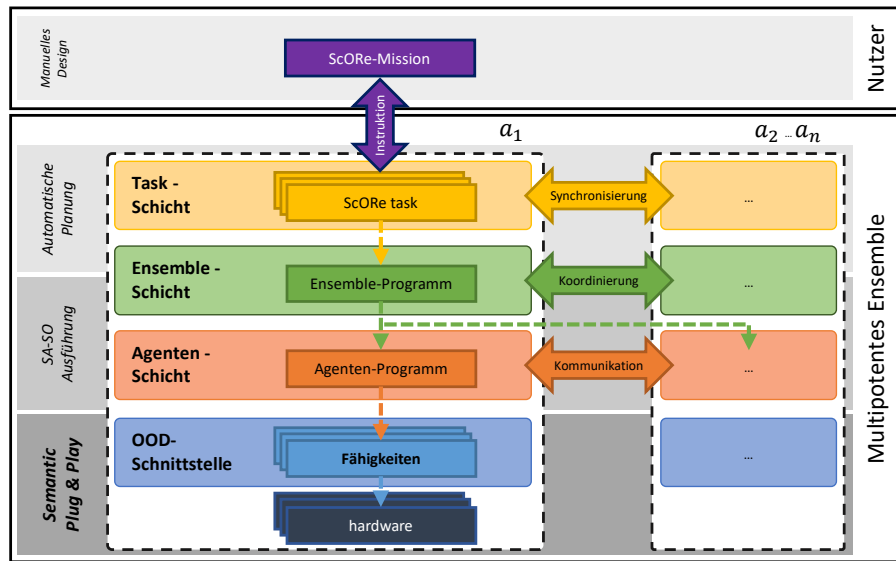 Manuelles
Design
ScORe-Mission
Nutzer
Instruktion
a₁
a₂ … aₙ
Automatische
Planung
Task -
Schicht
ScORe task
Synchronisierung
...
Ensemble -
Schicht
Ensemble-Programm
Koordinierung
...
SA-SO
Ausführung
Agenten -
Schicht
Agenten-Programm
Kommunikation
...
Semantic
Plug & Play
OOD-
Schnittstelle
Fähigkeiten
...
hardware
Multipotentes Ensemble